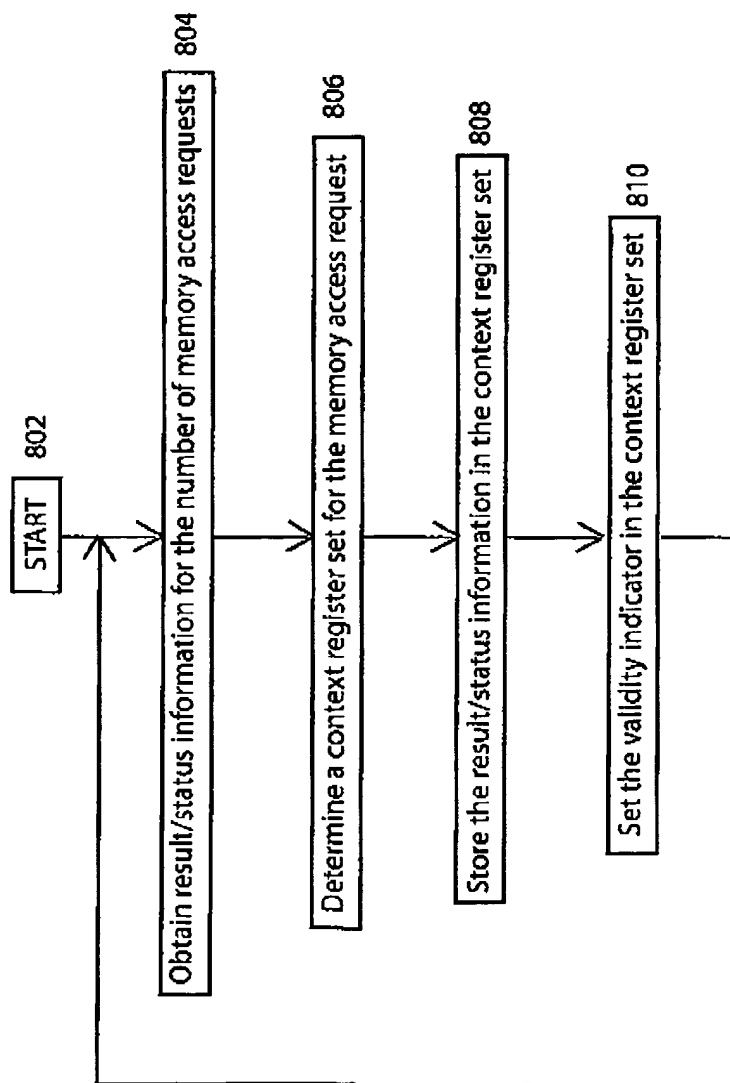 START 802
Obtain result/status information for the number of memory access requests 804
Determine a context register set for the memory access request 806
Store the result/status information in the context register set 808
Set the validity indicator in the context register set 810